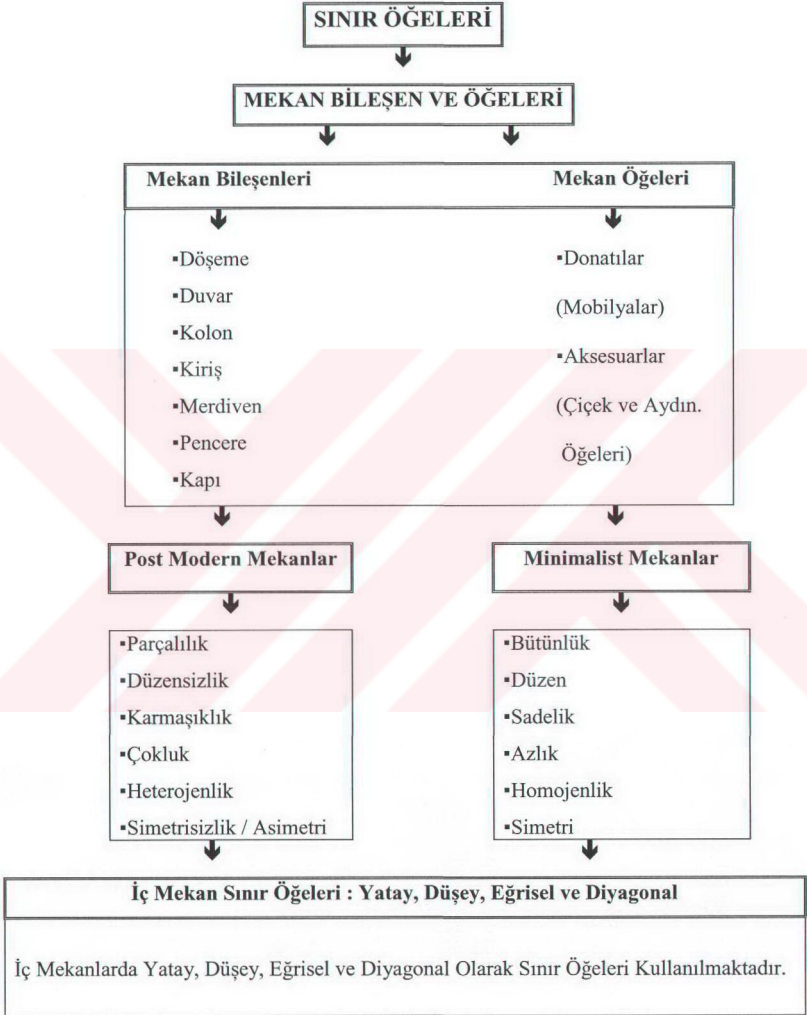 SINIR ÖĞELERİ
MEKAN BİLEŞEN VE ÖĞELERİ
Mekan Bileşenleri
▪Döşeme
▪Duvar
▪Kolon
▪Kiriş
▪Merdiven
▪Pencere
▪Kapı
Mekan Öğeleri
▪Donatılar
(Mobilyalar)
▪Aksesuarlar
(Çiçek ve Aydın.
Öğeleri)
Post Modern Mekanlar
▪Parçalılık
▪Düzensizlik
▪Karmaşıklık
▪Çokluk
▪Heterojenlik
▪Simetrisizlik / Asimetri
Minimalist Mekanlar
▪Bütünlük
▪Düzen
▪Sadelik
▪Azlık
▪Homojenlik
▪Simetri
İç Mekan Sınır Öğeleri : Yatay, Düşey, Eğrisel ve Diyagonal
İç Mekanlarda Yatay, Düşey, Eğrisel ve Diyagonal Olarak Sınır Öğeleri Kullanılmaktadır.